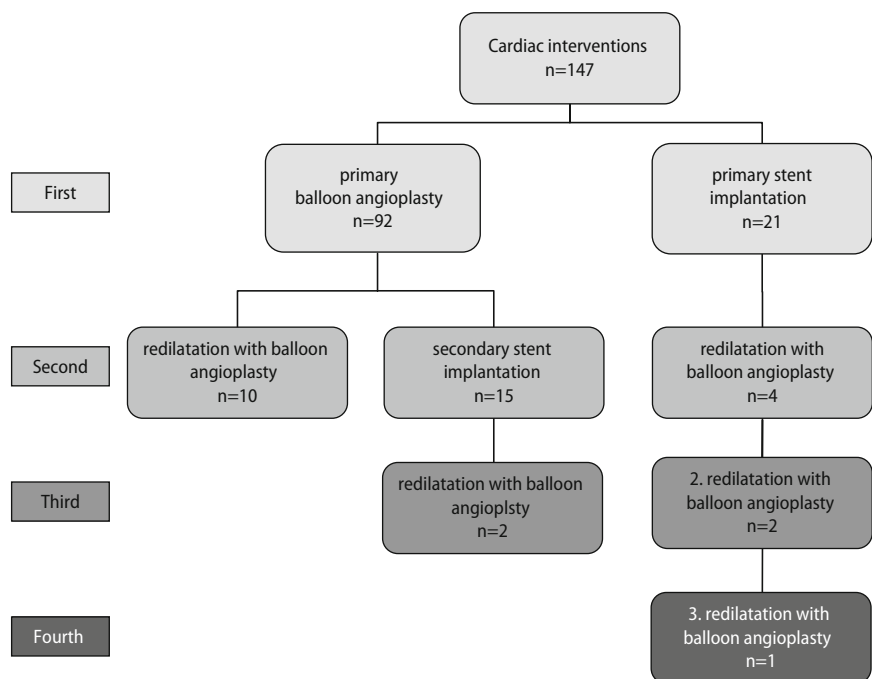 Cardiac interventions
n=147
First
primary
balloon angioplasty
n=92
primary stent
implantation
n=21
Second
redilatation with balloon
angioplasty
n=10
secondary stent
implantation
n=15
redilatation with
balloon angioplasty
n=4
Third
redilatation with balloon
angioplsty
n=2
2. redilatation with
balloon angioplasty
n=2
Fourth
3. redilatation with
balloon angioplasty
n=1